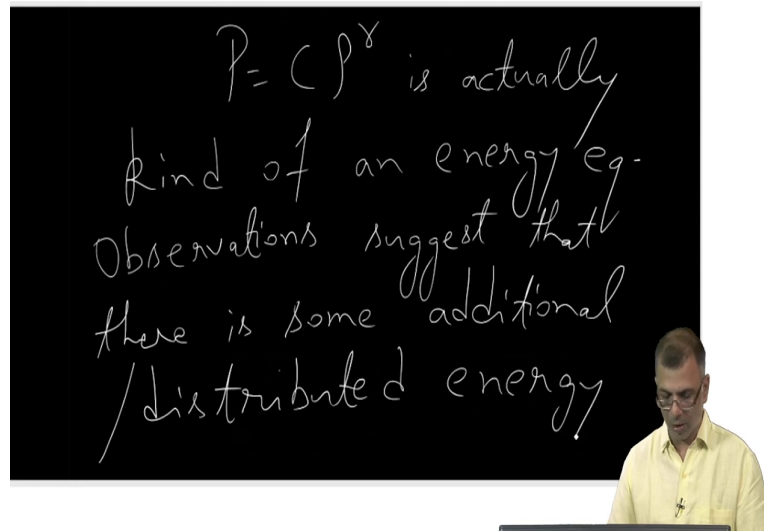 P = Cρ^γ is actually
kind of an energy eq.
Observations suggest that
there is some additional
/distributed energy